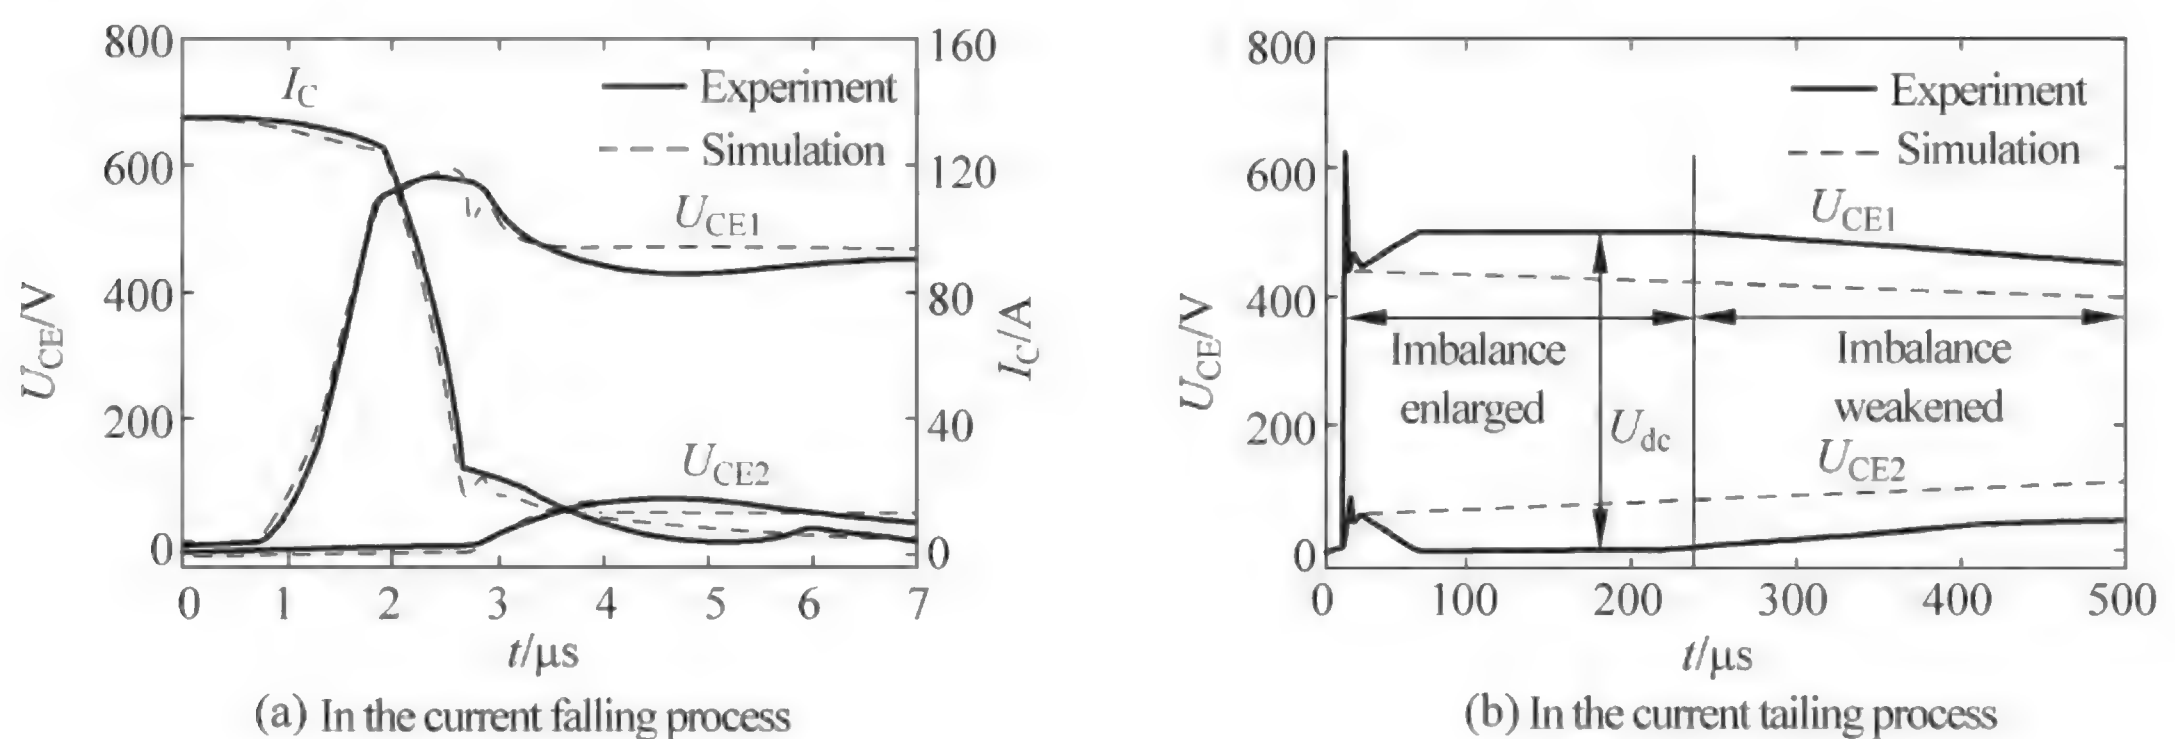 800
600
400
200
0
U_CE/V
160
120
80
40
0
I_C/A
I_C
Experiment
Simulation
U_CE1
U_CE2
0 1 2 3 4 5 6 7
t/μs
(a) In the current falling process
800
600
400
200
0
U_CE/V
Experiment
Simulation
U_CE1
Imbalance
enlarged
Imbalance
weakened
U_dc
U_CE2
0 100 200 300 400 500
t/μs
(b) In the current tailing process